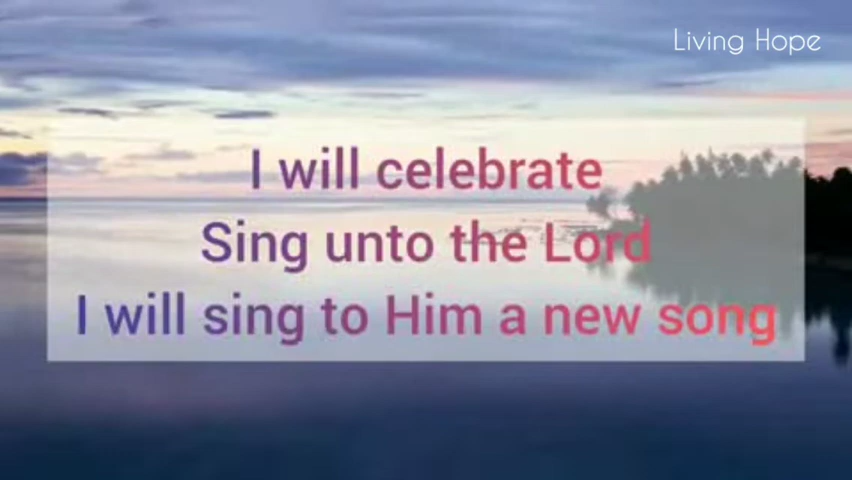 Living Hope
I will celebrate
Sing unto the Lord
I will sing to Him a new song